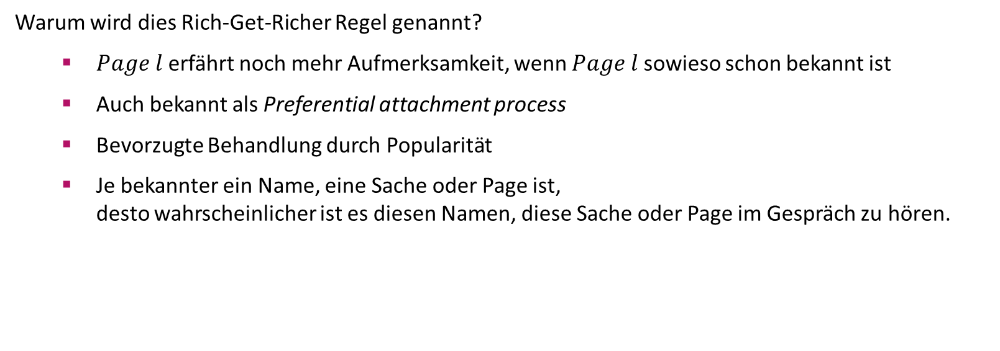 Warum wird dies Rich-Get-Richer Regel genannt?
▪ Page l erfährt noch mehr Aufmerksamkeit, wenn Page l sowieso schon bekannt ist
▪ Auch bekannt als Preferential attachment process
▪ Bevorzugte Behandlung durch Popularität
▪ Je bekannter ein Name, eine Sache oder Page ist,
desto wahrscheinlicher ist es diesen Namen, diese Sache oder Page im Gespräch zu hören.